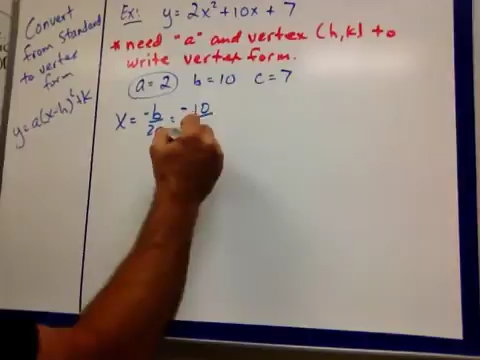 Convert
from Standard
to vertex
form
y=a(x-h)²+k
Ex: y = 2x² + 10x + 7
*need "a" and vertex (h,k) to
write vertex form.
a=2 b=10 c=7
x = -b/2 = -10